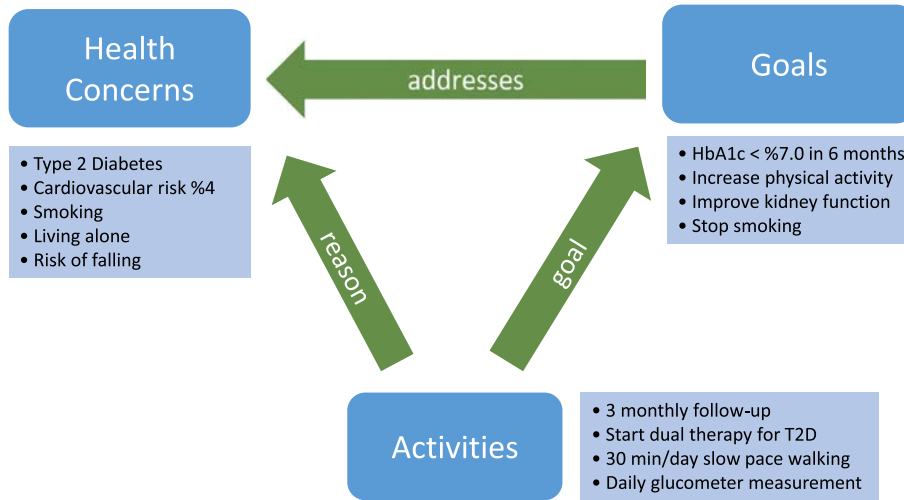 Health
Concerns
addresses
Goals
• Type 2 Diabetes
• Cardiovascular risk %4
• Smoking
• Living alone
• Risk of falling
• HbA1c < %7.0 in 6 months
• Increase physical activity
• Improve kidney function
• Stop smoking
reason
goal
Activities
• 3 monthly follow-up
• Start dual therapy for T2D
• 30 min/day slow pace walking
• Daily glucometer measurement